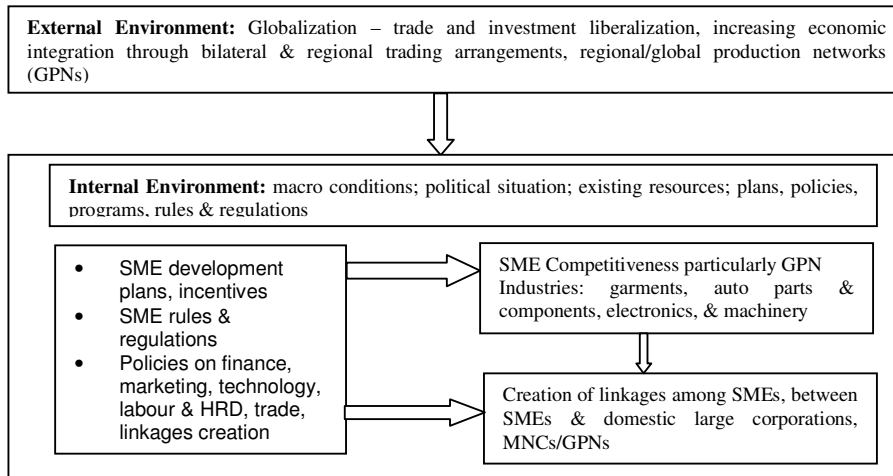 External Environment: Globalization – trade and investment liberalization, increasing economic
integration through bilateral & regional trading arrangements, regional/global production networks
(GPNs)
Internal Environment: macro conditions; political situation; existing resources; plans, policies,
programs, rules & regulations
• SME development
plans, incentives
• SME rules &
regulations
• Policies on finance,
marketing, technology,
labour & HRD, trade,
linkages creation
SME Competitiveness particularly GPN
Industries: garments, auto parts &
components, electronics, & machinery
Creation of linkages among SMEs, between
SMEs & domestic large corporations,
MNCs/GPNs